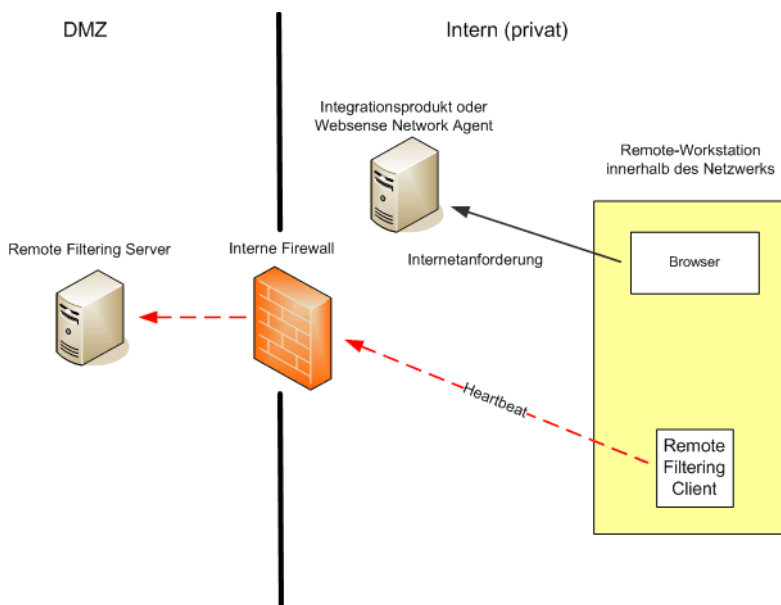 DMZ
Intern (privat)
Integrationsprodukt oder
Websense Network Agent
Remote-Workstation
innerhalb des Netzwerks
Remote Filtering Server
Interne Firewall
Internetanforderung
Browser
Heartbeat
Remote
Filtering
Client